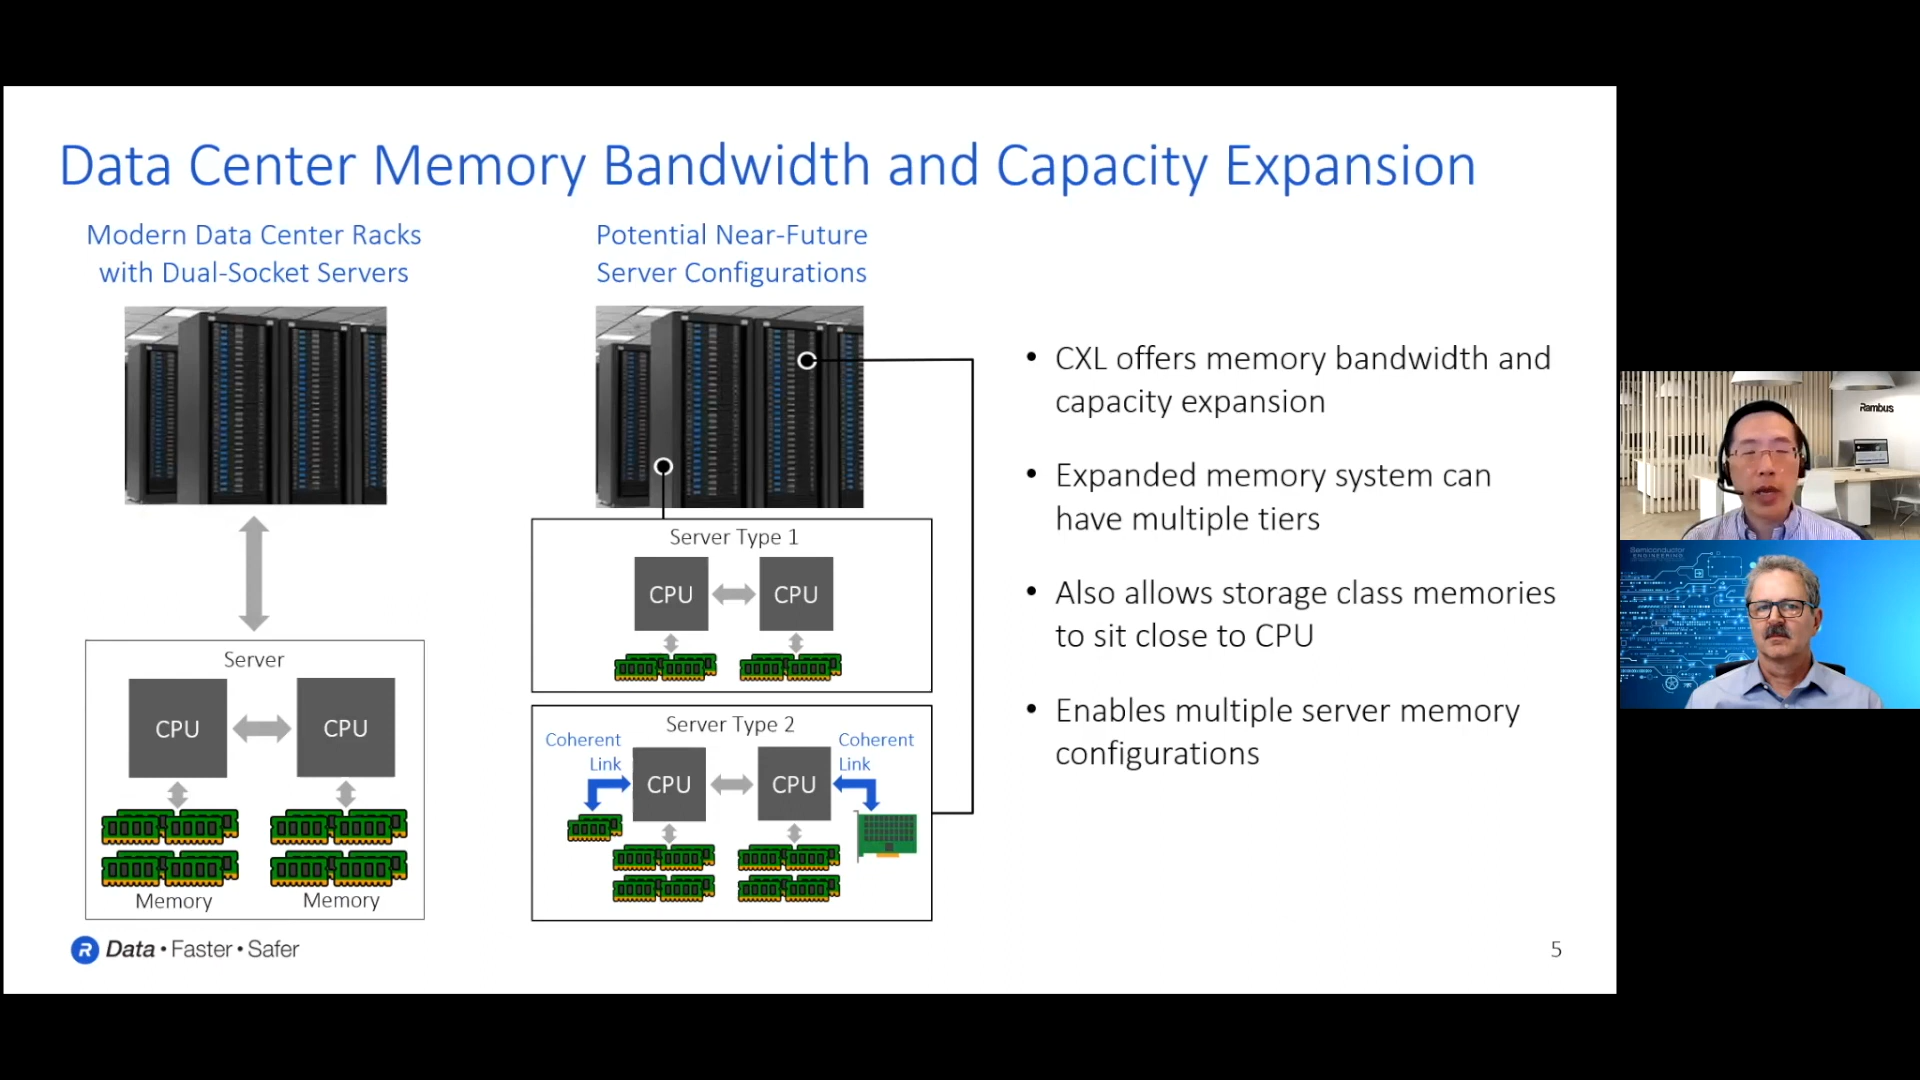 Data Center Memory Bandwidth and Capacity Expansion
Modern Data Center Racks
with Dual-Socket Servers
Server
CPU
CPU
Memory
Memory
Potential Near-Future
Server Configurations
Server Type 1
CPU
CPU
Server Type 2
Coherent
Link
CPU
CPU
Coherent
Link
• CXL offers memory bandwidth and
capacity expansion
• Expanded memory system can
have multiple tiers
• Also allows storage class memories
to sit close to CPU
• Enables multiple server memory
configurations
R Data • Faster • Safer
5
Rambus
Semiconductor
ENGINEERING